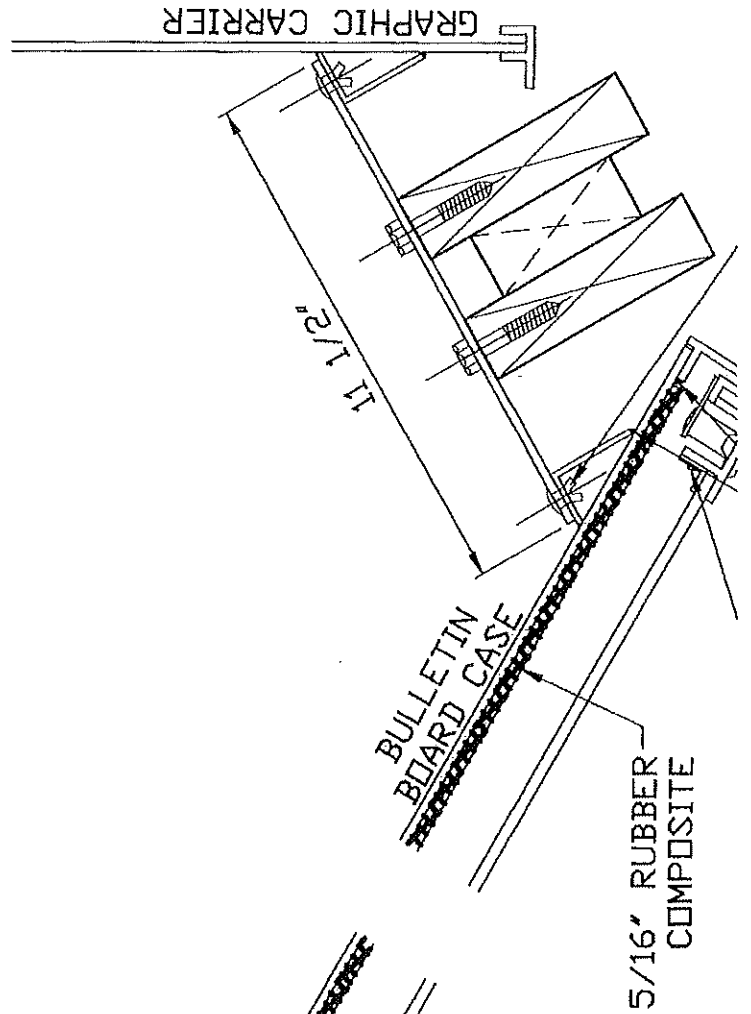 GRAPHIC CARRIER
11 1/2"
BULLETIN
BOARD CASE
5/16" RUBBER
COMPOSITE